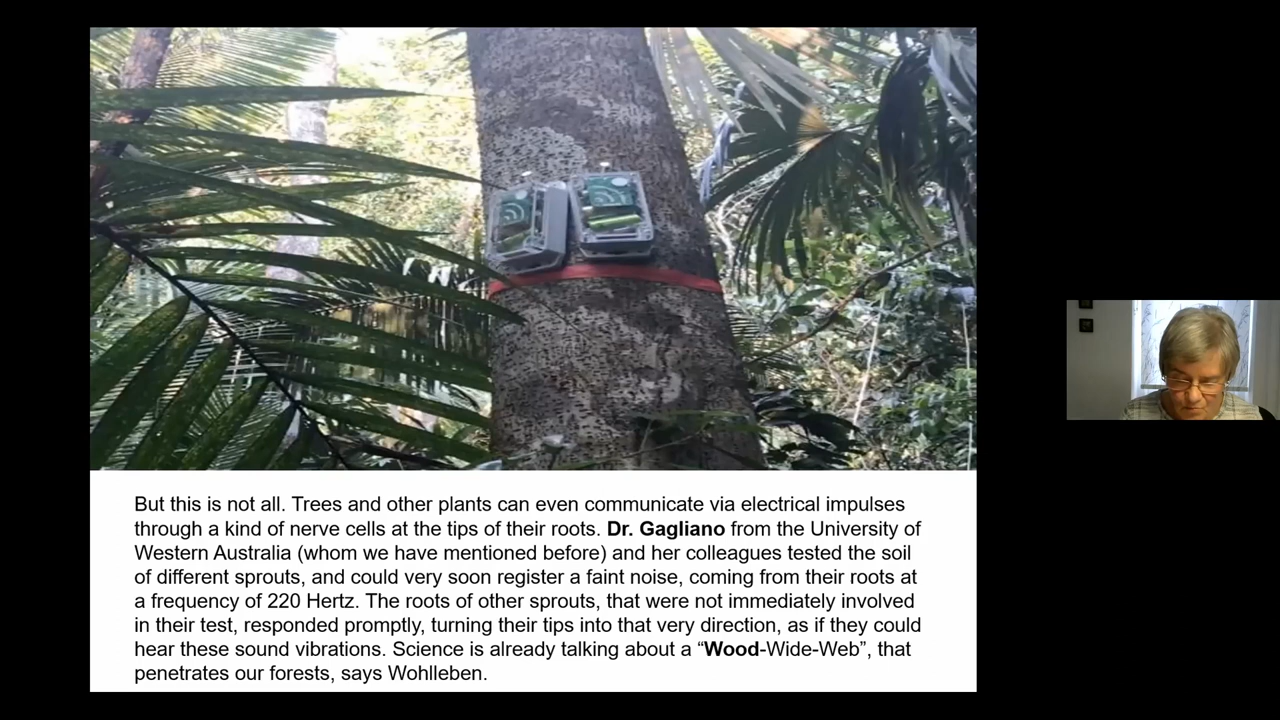 But this is not all. Trees and other plants can even communicate via electrical impulses
through a kind of nerve cells at the tips of their roots. Dr. Gagliano from the University of
Western Australia (whom we have mentioned before) and her colleagues tested the soil
of different sprouts, and could very soon register a faint noise, coming from their roots at
a frequency of 220 Hertz. The roots of other sprouts, that were not immediately involved
in their test, responded promptly, turning their tips into that very direction, as if they could
hear these sound vibrations. Science is already talking about a “Wood-Wide-Web”, that
penetrates our forests, says Wohlleben.